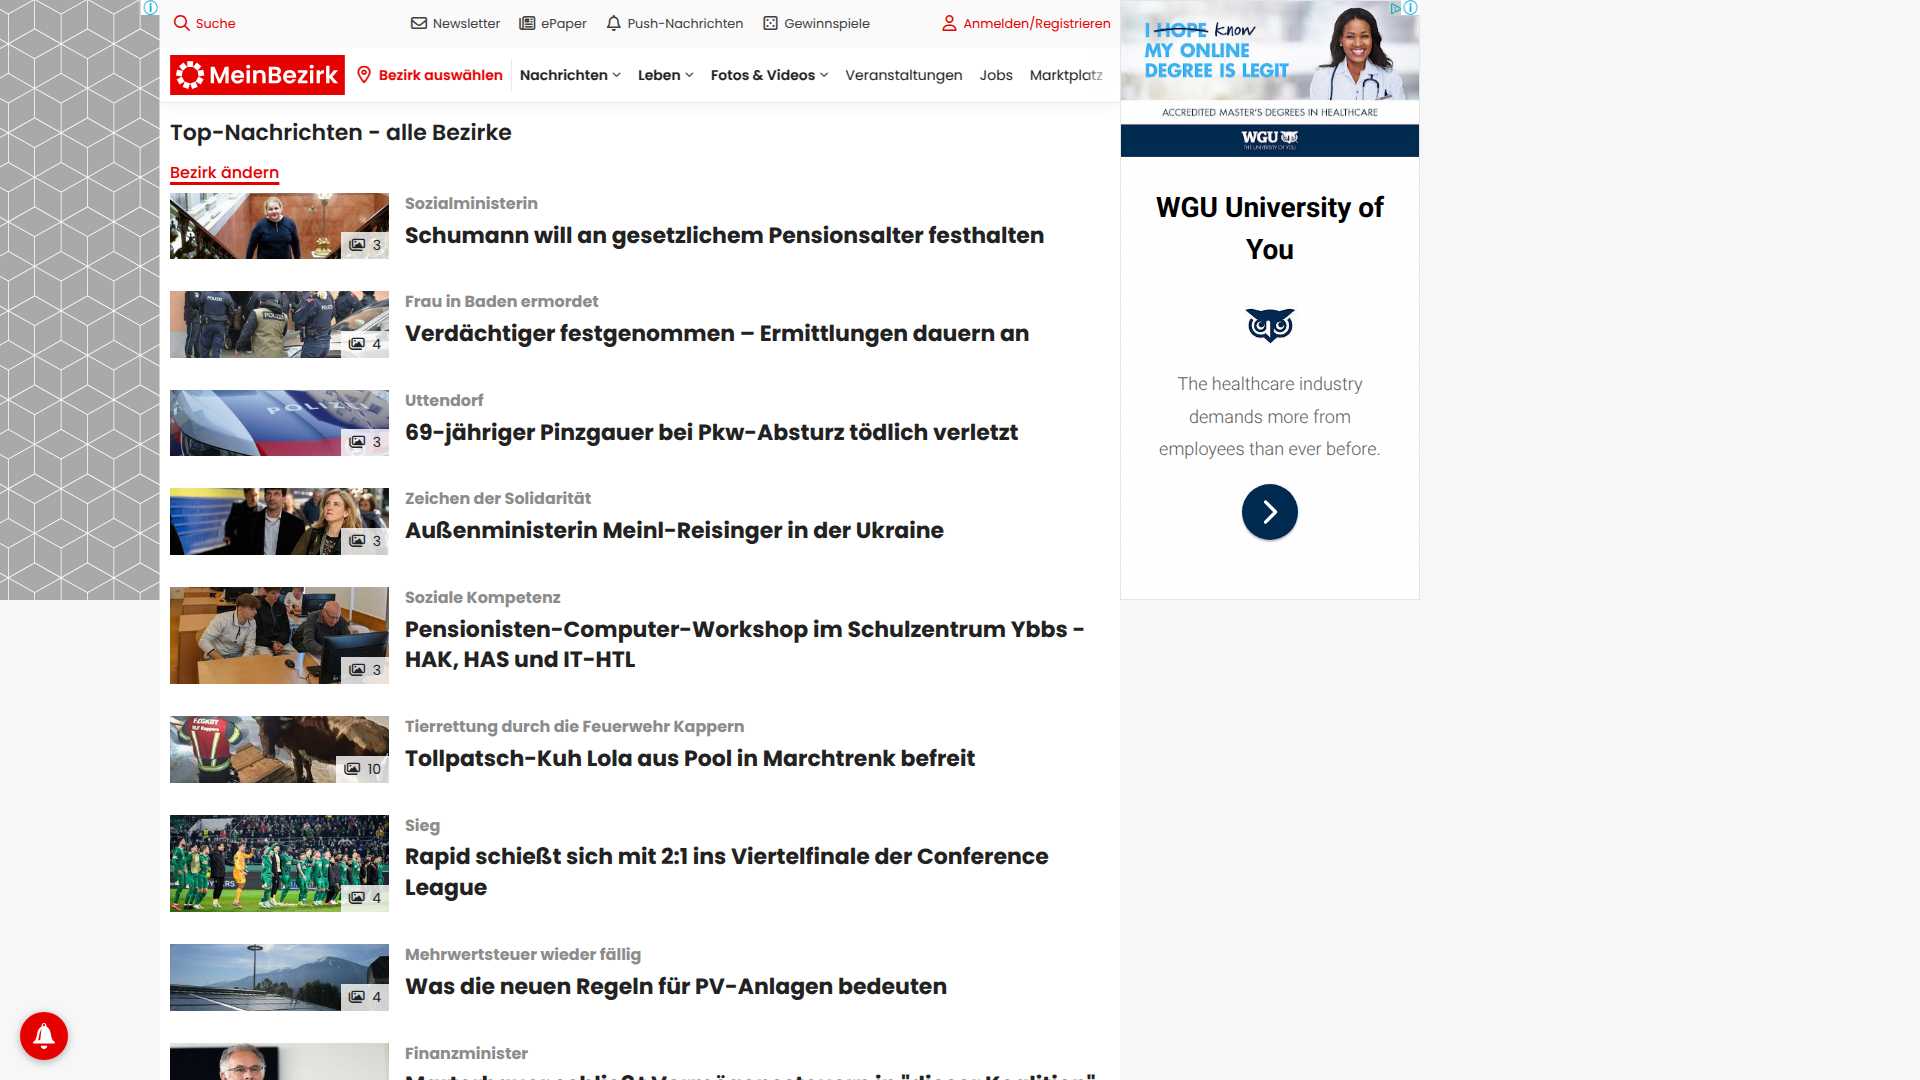 Suche
Newsletter
ePaper
Push-Nachrichten
Gewinnspiele
Anmelden/Registrieren
MeinBezirk
Bezirk auswählen
Nachrichten
Leben
Fotos & Videos
Veranstaltungen
Jobs
Marktplatz
Top-Nachrichten - alle Bezirke
Bezirk ändern
3
Sozialministerin
Schumann will an gesetzlichem Pensionsalter festhalten
POLIZEI
4
Frau in Baden ermordet
Verdächtiger festgenommen – Ermittlungen dauern an
POLIZEI
3
Uttendorf
69-jähriger Pinzgauer bei Pkw-Absturz tödlich verletzt
3
Zeichen der Solidarität
Außenministerin Meinl-Reisinger in der Ukraine
3
Soziale Kompetenz
Pensionisten-Computer-Workshop im Schulzentrum Ybbs -
HAK, HAS und IT-HTL
10
Tierrettung durch die Feuerwehr Kappern
Tollpatsch-Kuh Lola aus Pool in Marchtrenk befreit
4
Sieg
Rapid schießt sich mit 2:1 ins Viertelfinale der Conference
League
4
Mehrwertsteuer wieder fällig
Was die neuen Regeln für PV-Anlagen bedeuten
Finanzminister
I HOPE know
MY ONLINE
DEGREE IS LEGIT
ACCREDITED MASTER'S DEGREES IN HEALTHCARE
WGU
THE UNIVERSITY OF YOU
WGU University of
You
The healthcare industry
demands more from
employees than ever before.